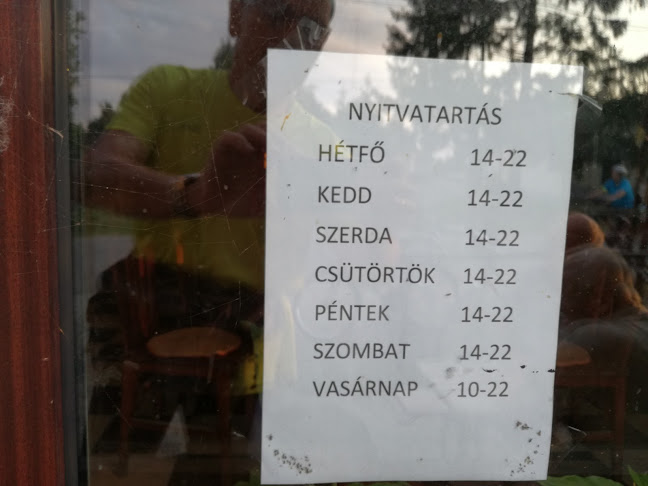 NYITVATARTÁS
HÉTFŐ 14-22
KEDD 14-22
SZERDA 14-22
CSÜTÖRTÖK 14-22
PÉNTEK 14-22
SZOMBAT 14-22
VASÁRNAP 10-22